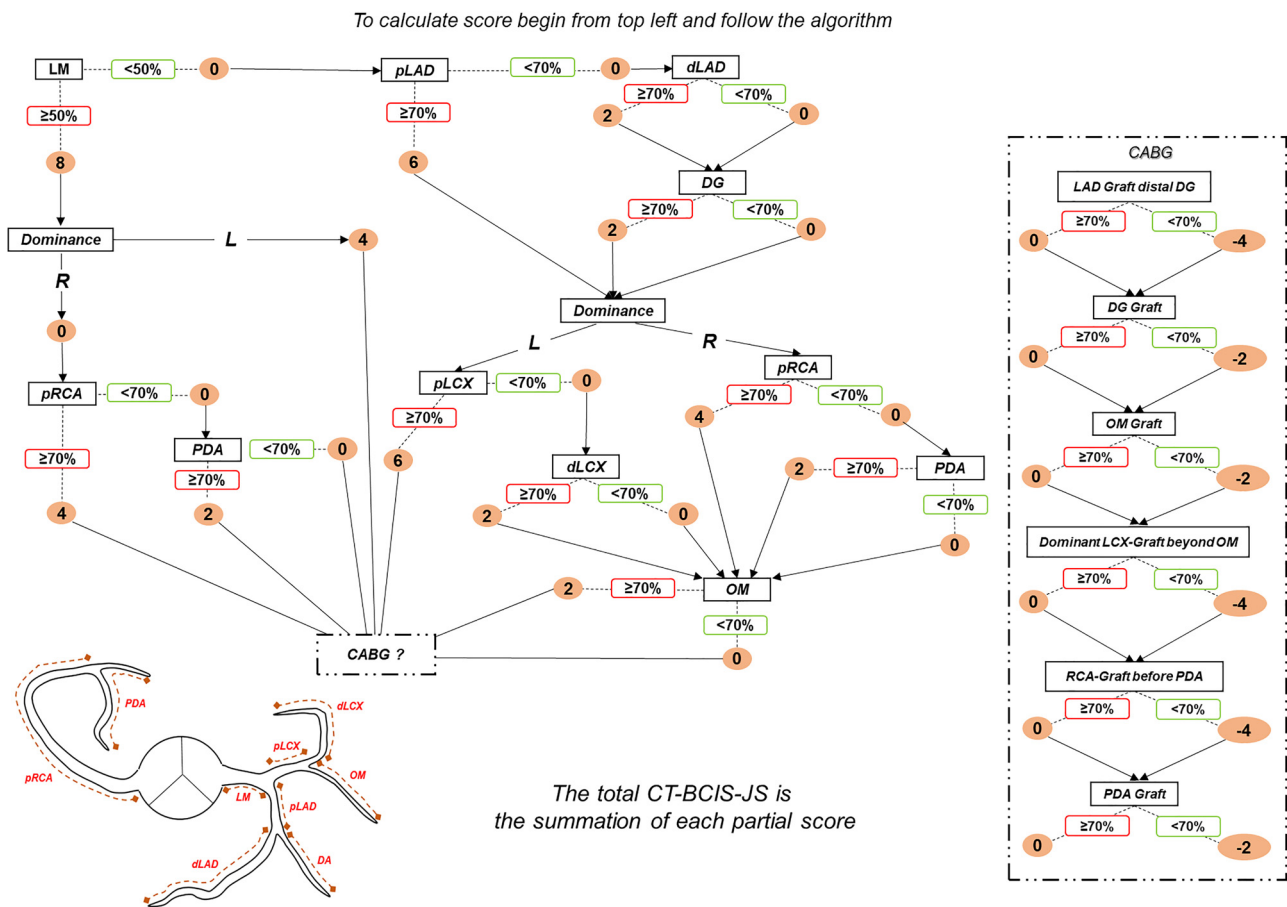 To calculate score begin from top left and follow the algorithm
LM
<50%
0
pLAD
<70%
0
dLAD
≥50%
≥70%
≥70%
<70%
2
0
8
6
DG
≥70%
<70%
2
0
Dominance
L
4
R
Dominance
0
L
R
pRCA
<70%
0
pLCX
<70%
0
pRCA
≥70%
≥70%
<70%
4
0
PDA
<70%
0
≥70%
≥70%
6
dLCX
2
≥70%
PDA
≥70%
<70%
<70%
4
2
2
0
0
2
≥70%
OM
<70%
0
CABG ?
CABG
LAD Graft distal DG
≥70%
<70%
0
-4
DG Graft
≥70%
<70%
0
-2
OM Graft
≥70%
<70%
0
-2
Dominant LCX-Graft beyond OM
≥70%
<70%
0
-4
RCA-Graft before PDA
≥70%
<70%
0
-4
PDA Graft
≥70%
<70%
0
-2
PDA
dLCX
pLCX
pRCA
LM
OM
pLAD
dLAD
DA
The total CT-BCIS-JS is
the summation of each partial score